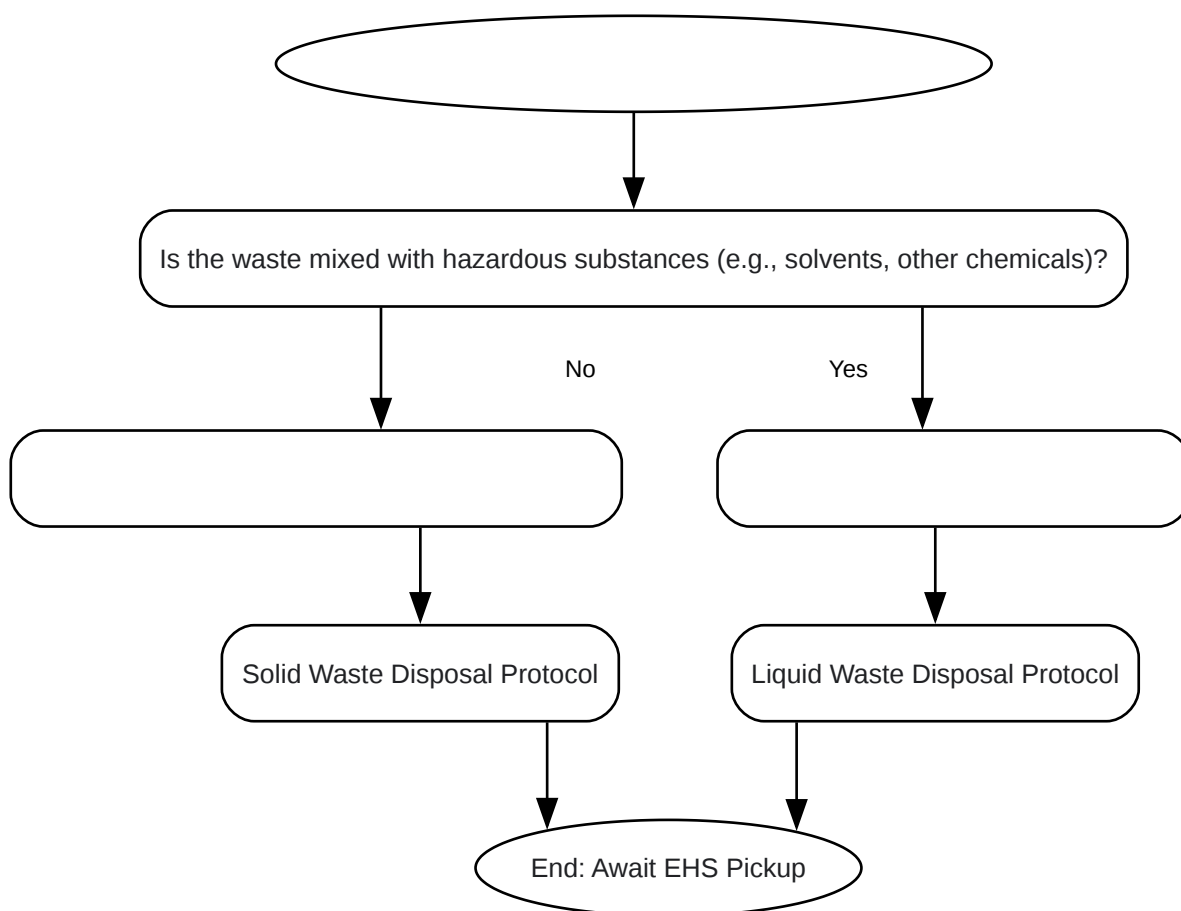 Is the waste mixed with hazardous substances (e.g., solvents, other chemicals)?
No
Yes
Solid Waste Disposal Protocol
Liquid Waste Disposal Protocol
End: Await EHS Pickup